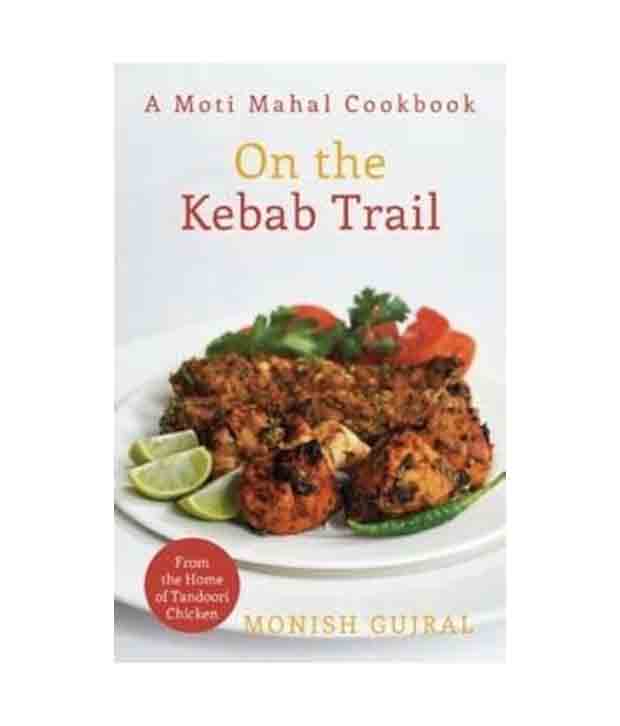 A Moti Mahal Cookbook
On the
Kebab Trail
From
the Home
of Tandoori
Chicken
MONISH GUJRAL